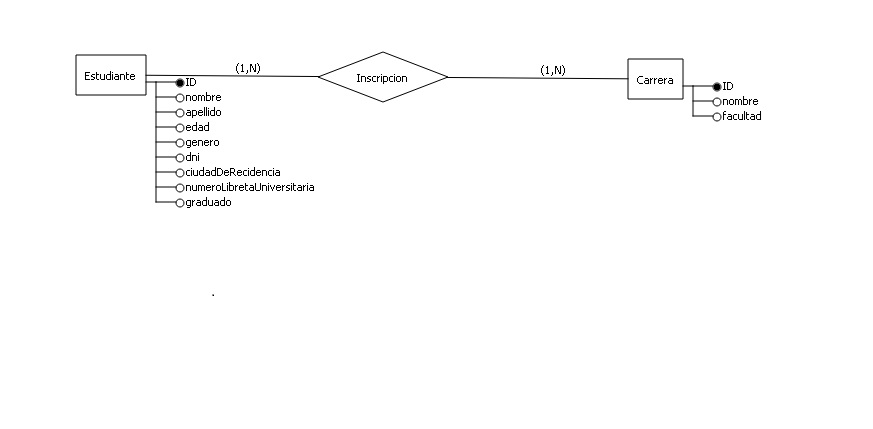 Estudiante
(1,N)
Inscripcion
(1,N)
Carrera
ID
nombre
apellido
edad
genero
dni
ciudadDeRecidencia
numeroLibretaUniversitaria
graduado
ID
nombre
facultad
.